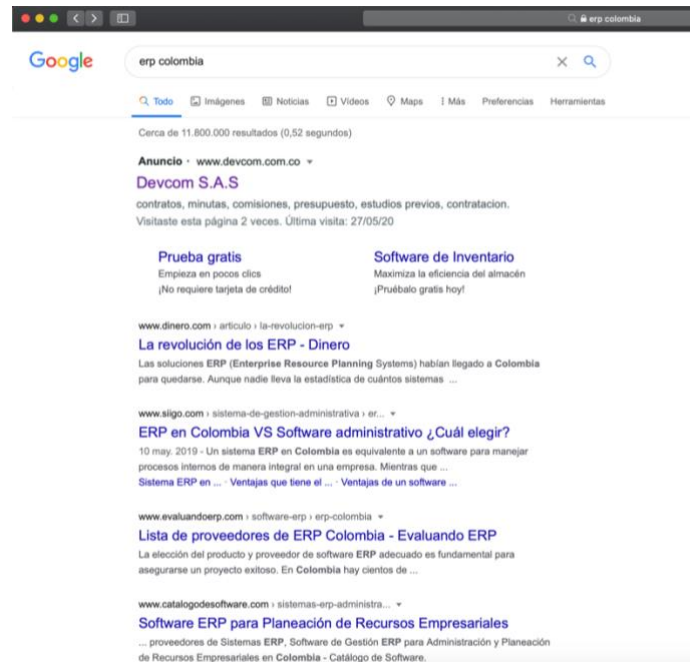 erp colombia
Google
erp colombia
Todo Imágenes Noticias Vídeos Maps Más Preferencias Herramientas
Cerca de 11.800.000 resultados (0,52 segundos)
Anuncio · www.devcom.com.co
Devcom S.A.S
contratos, minutas, comisiones, presupuesto, estudios previos, contratacion.
Visitaste esta página 2 veces. Última visita: 27/05/20
Prueba gratis Software de Inventario
Empieza en pocos clics Maximiza la eficiencia del almacén
¡No requiere tarjeta de crédito! ¡Pruébalo gratis hoy!
www.dinero.com › articulo › la-revolucion-erp
La revolución de los ERP - Dinero
Las soluciones ERP (Enterprise Resource Planning Systems) habían llegado a Colombia
para quedarse. Aunque nadie lleva la estadística de cuántos sistemas ...
www.siigo.com › sistema-de-gestion-administrativa › er...
ERP en Colombia VS Software administrativo ¿Cuál elegir?
10 may. 2019 - Un sistema ERP en Colombia es equivalente a un software para manejar
procesos internos de manera integral en una empresa. Mientras que ...
Sistema ERP en ... · Ventajas que tiene el ... · Ventajas de un software ...
www.evaluandoerp.com › software-erp › erp-colombia
Lista de proveedores de ERP Colombia - Evaluando ERP
La elección del producto y proveedor de software ERP adecuado es fundamental para
asegurarse un proyecto exitoso. En Colombia hay cientos de ...
www.catalogodesoftware.com › sistemas-erp-administra...
Software ERP para Planeación de Recursos Empresariales
... proveedores de Sistemas ERP, Software de Gestión ERP para Administración y Planeación
de Recursos Empresariales en Colombia - Catálogo de Software.